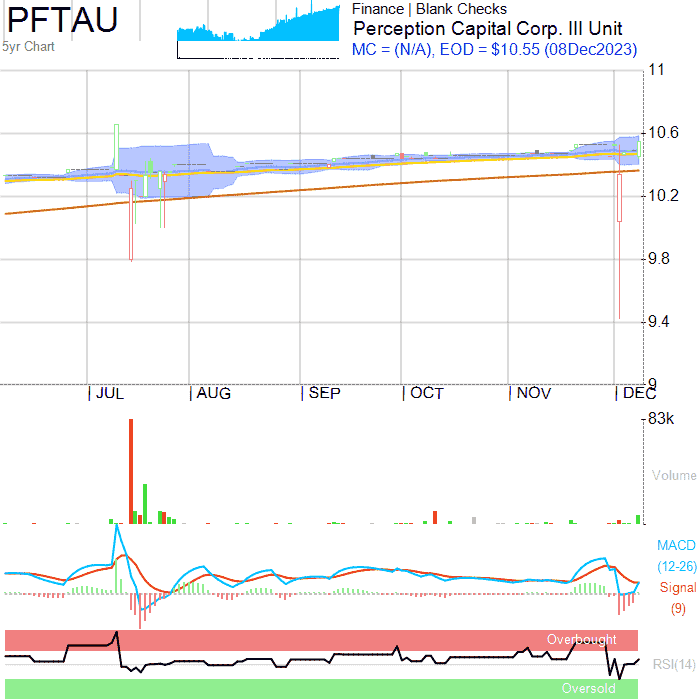 PFTAU
5yr Chart
Finance | Blank Checks
Perception Capital Corp. III Unit
MC = (N/A), EOD = $10.55 (08Dec2023)
11
10.6
10.2
9.8
9.4
9
JUL AUG SEP OCT NOV DEC
83k
Volume
MACD
(12-26)
Signal
(9)
Overbought
RSI(14)
Oversold